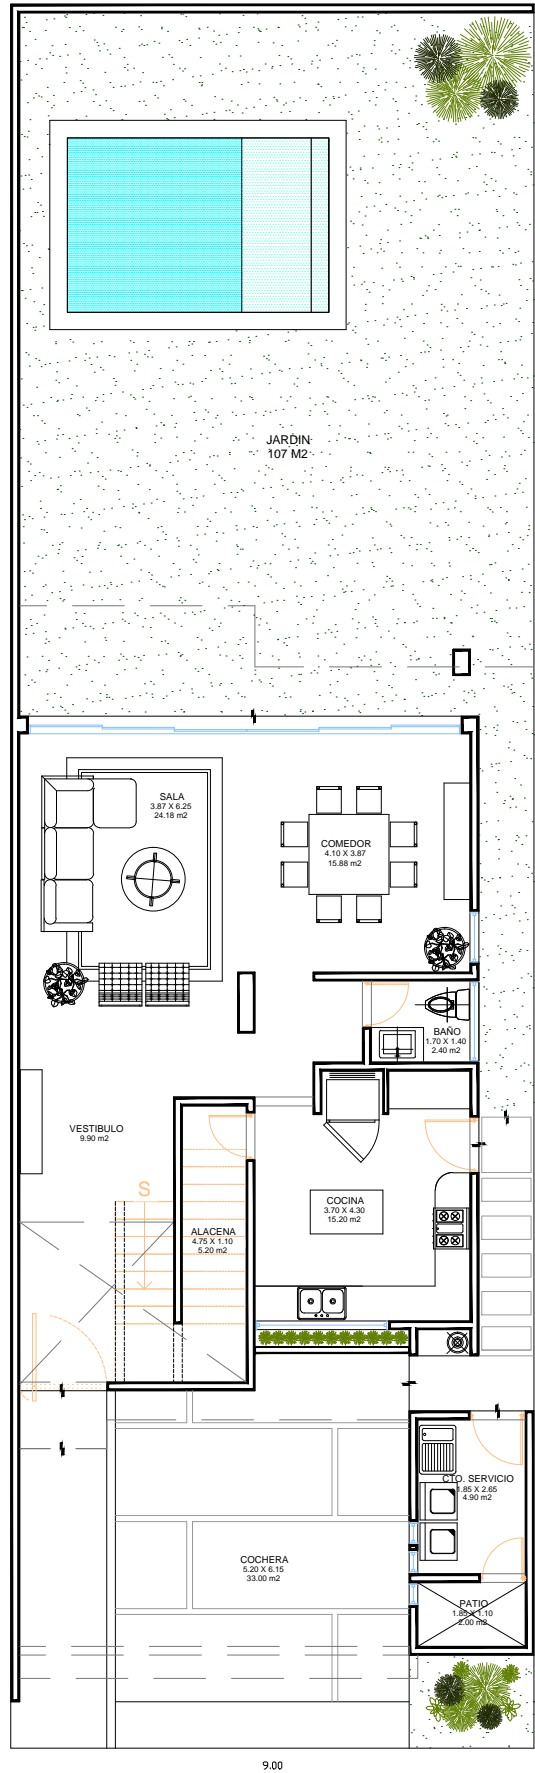 JARDIN
107 M2
SALA
3.87 X 6.25
24.18 m2
COMEDOR
4.10 X 3.87
15.88 m2
BAÑO
1.70 X 1.40
2.40 m2
VESTIBULO
9.90 m2
S
COCINA
3.70 X 4.30
15.20 m2
ALACENA
4.75 X 1.10
5.20 m2
CTO. SERVICIO
1.85 X 2.65
4.90 m2
COCHERA
5.20 X 6.15
33.00 m2
PATIO
1.85 X 1.10
2.00 m2
9.00